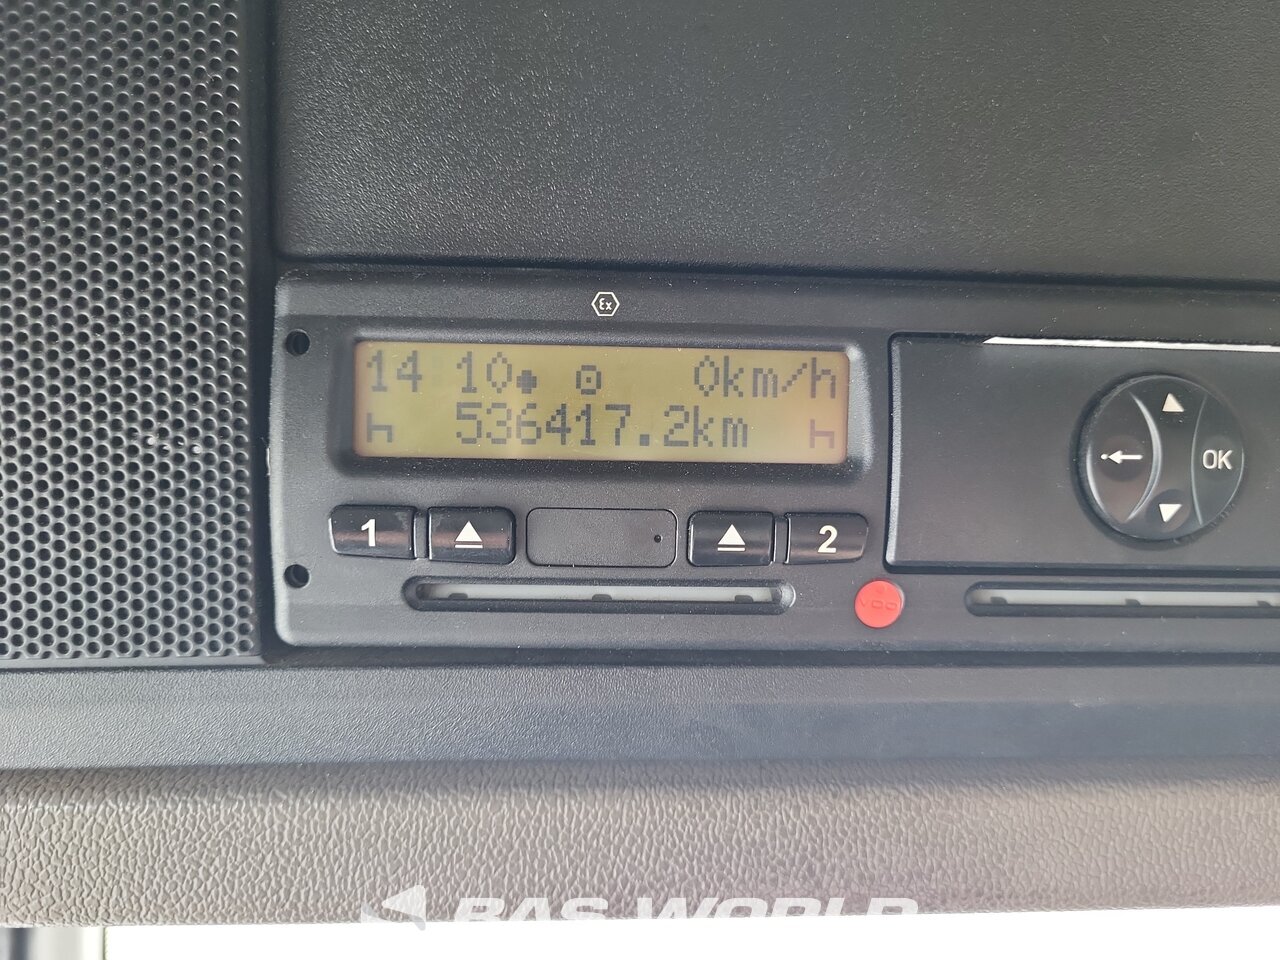 Ex
14 10 0km/h
536417.2km
1 2
OK
VDO
BAS WORLD